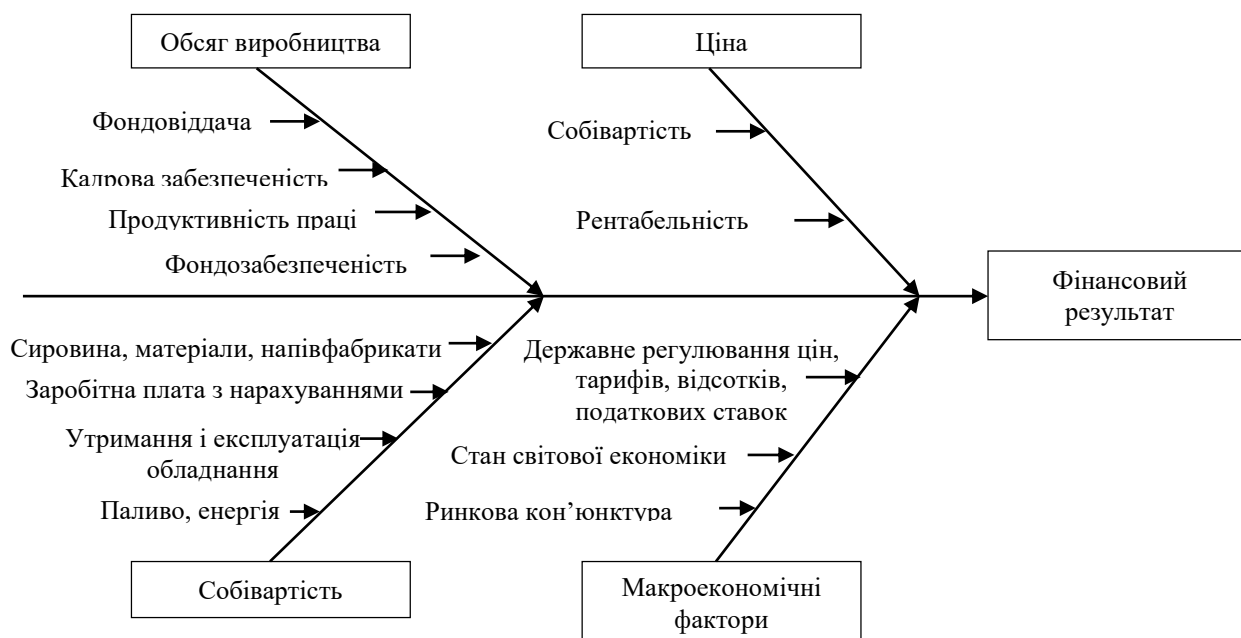 Обсяг виробництва
Ціна
Фондовіддача
Собівартість
Кадрова забезпеченість
Продуктивність праці
Рентабельність
Фондозабезпеченість
Фінансовий
результат
Сировина, матеріали, напівфабрикати
Заробітна плата з нарахуваннями
Утримання і експлуатація
обладнання
Паливо, енергія
Державне регулювання цін,
тарифів, відсотків,
податкових ставок
Стан світової економіки
Ринкова кон’юнктура
Собівартість
Макроекономічні
фактори